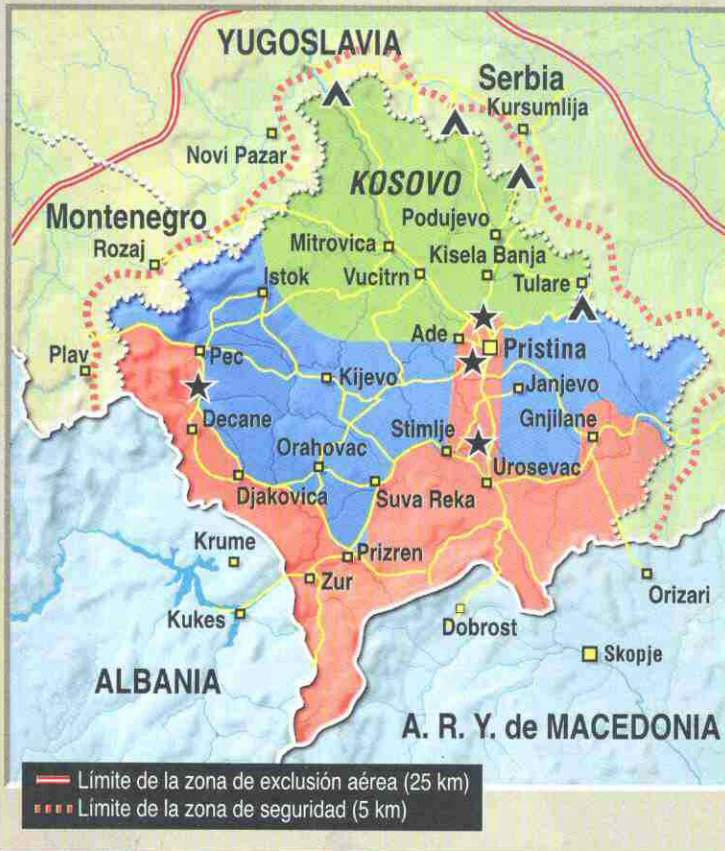 YUGOSLAVIA
Serbia
Kursumlija
Novi Pazar
KOSOVO
Montenegro
Rozaj
Podujevo
Mitrovica
Kisela Banja
Istok
Vucitrn
Tulare
Ade
Pristina
Plav
Pec
Kijevo
Janjevo
Decane
Stimlje
Gnjilane
Orahovac
Djakovica
Suva Reka
Urosevac
Krume
Prizren
Zur
Orizari
Kukes
Dobrost
Skopje
ALBANIA
A. R. Y. de MACEDONIA
Límite de la zona de exclusión aérea (25 km)
Límite de la zona de seguridad (5 km)